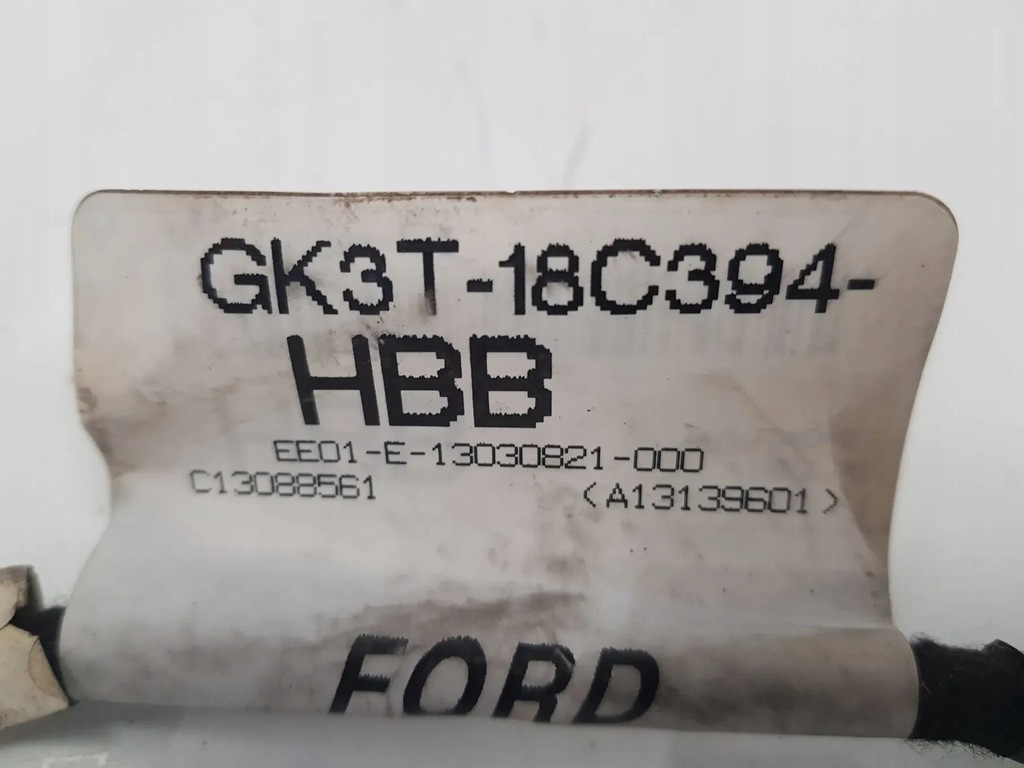 GK3T-18C394-
HBB
EE01-E-13030821-000
C13088561 <A13139601>
FORD